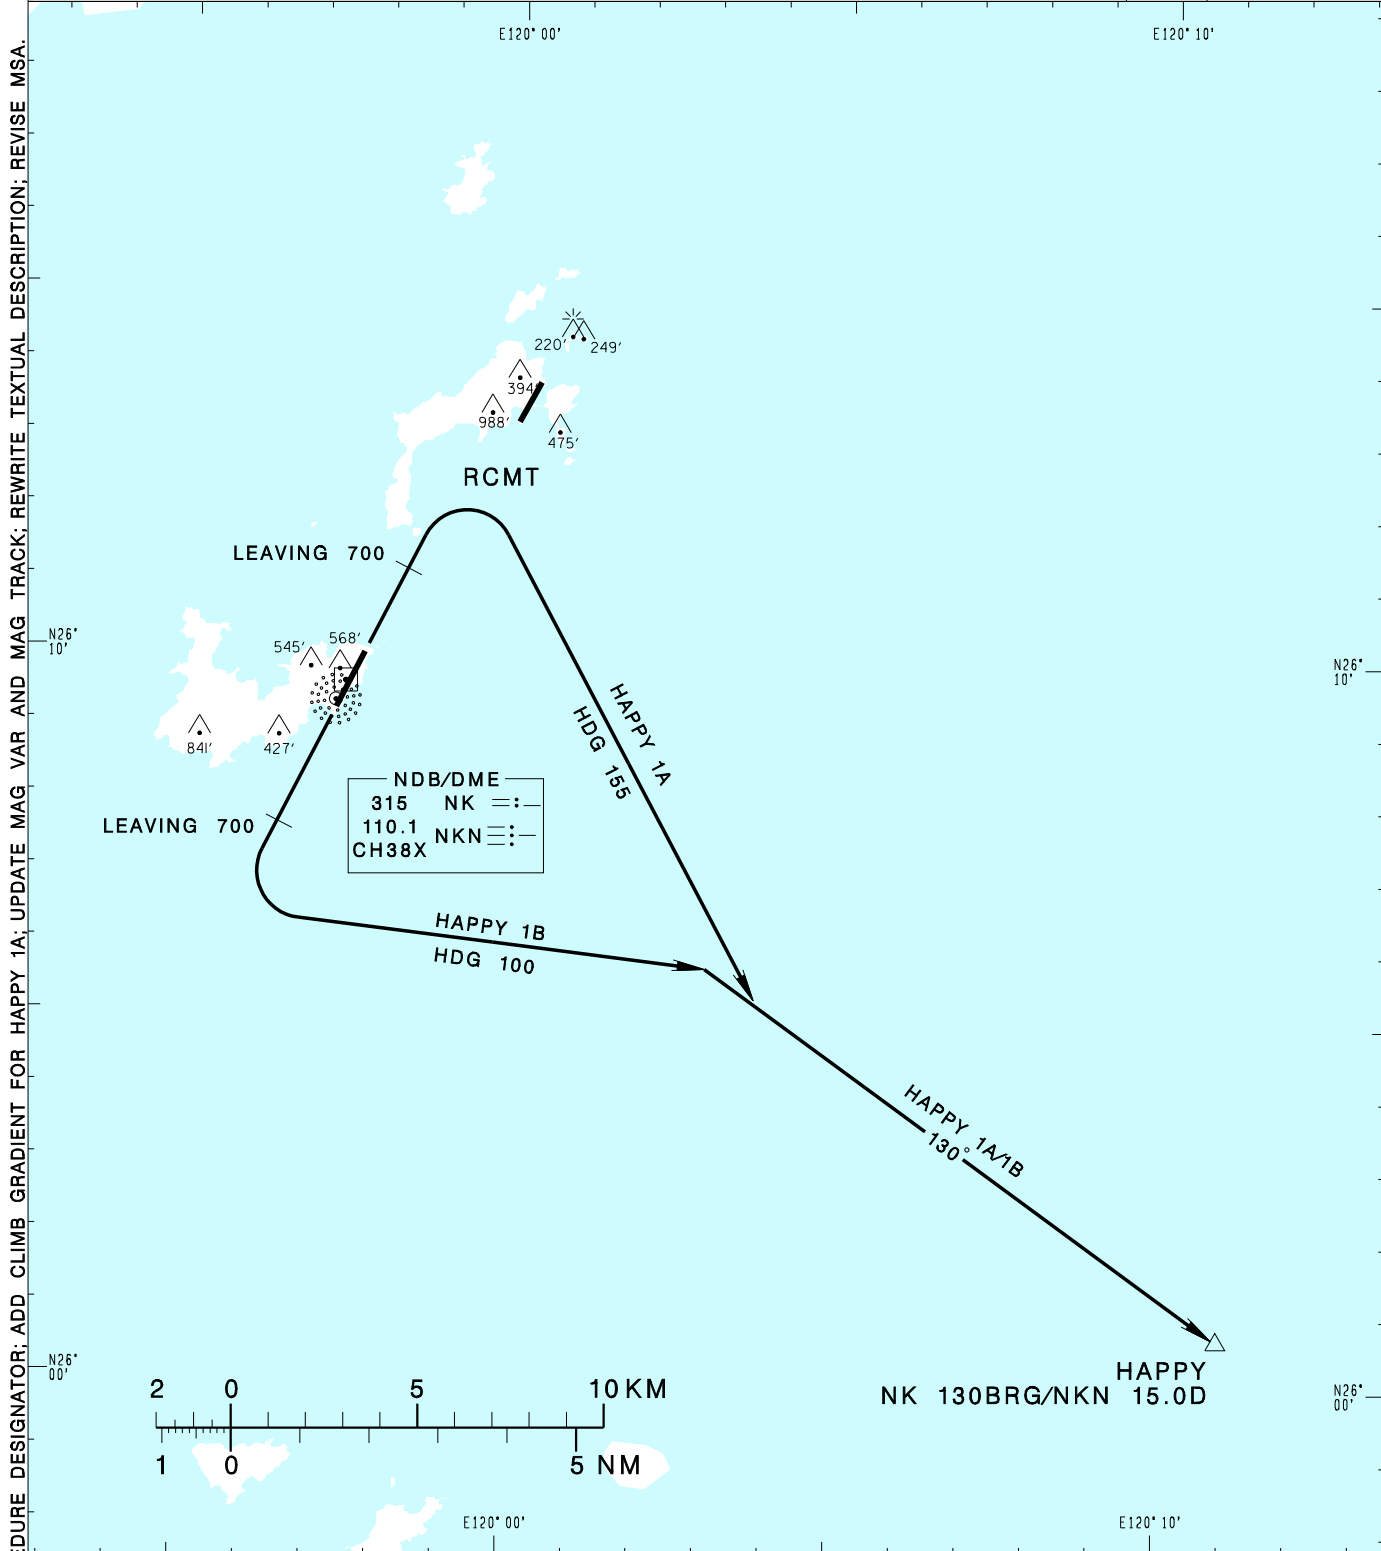 EDURE DESIGNATOR; ADD CLIMB GRADIENT FOR HAPPY 1A; UPDATE MAG VAR AND MAG TRACK; REWRITE TEXTUAL DESCRIPTION; REVISE MSA.
E120° 00'
E120° 10'
220'
249'
394'
988'
475'
RCMT
LEAVING 700
N26°
10'
545'
568'
N26°
10'
841'
427'
HAPPY 1A
HDG 155
NDB/DME
315 NK
110.1
NKN
CH38X
LEAVING 700
HAPPY 1B
HDG 100
HAPPY 1A/1B
130°
N26°
00'
HAPPY
NK 130BRG/NKN 15.0D
N26°
00'
2 0 5 10 KM
1 0 5 NM
E120° 00'
E120° 10'